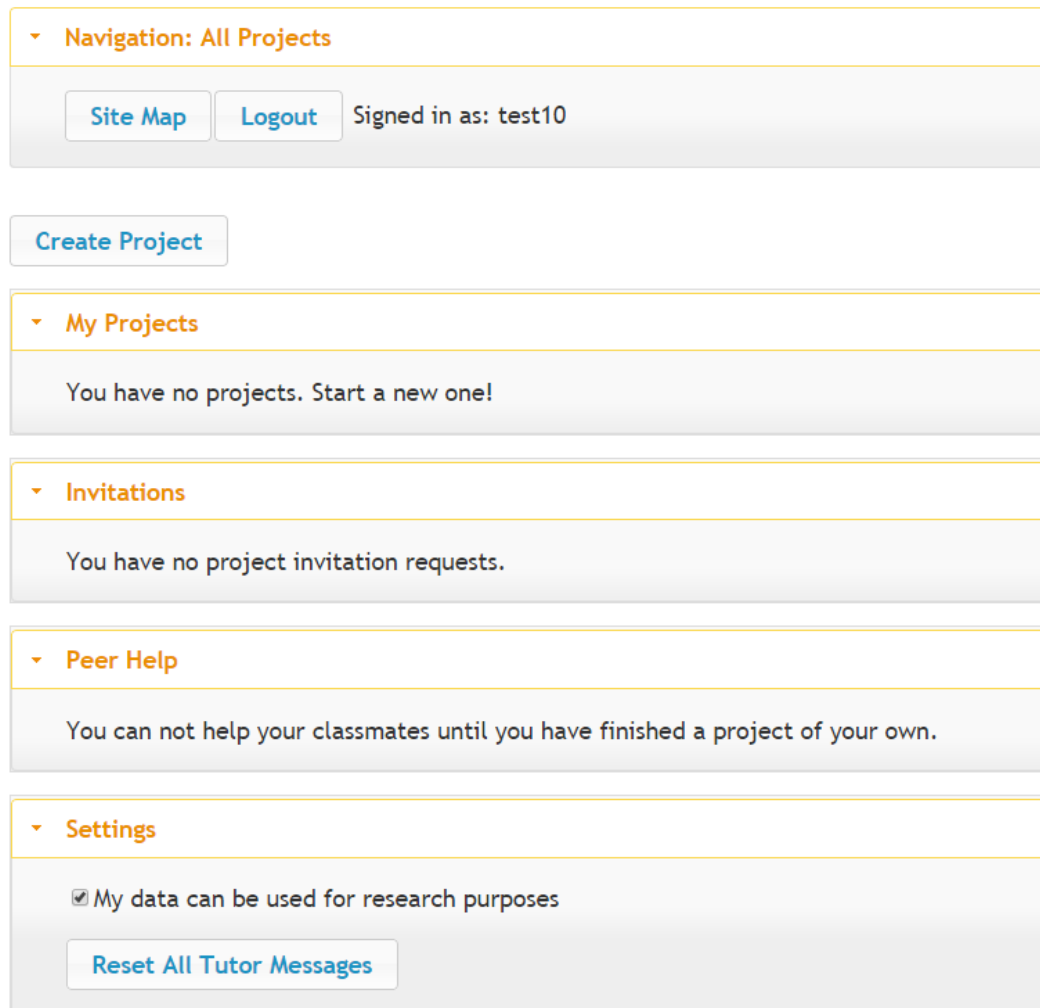 Navigation: All Projects
Site Map Logout Signed in as: test10
Create Project
My Projects
You have no projects. Start a new one!
Invitations
You have no project invitation requests.
Peer Help
You can not help your classmates until you have finished a project of your own.
Settings
My data can be used for research purposes
Reset All Tutor Messages